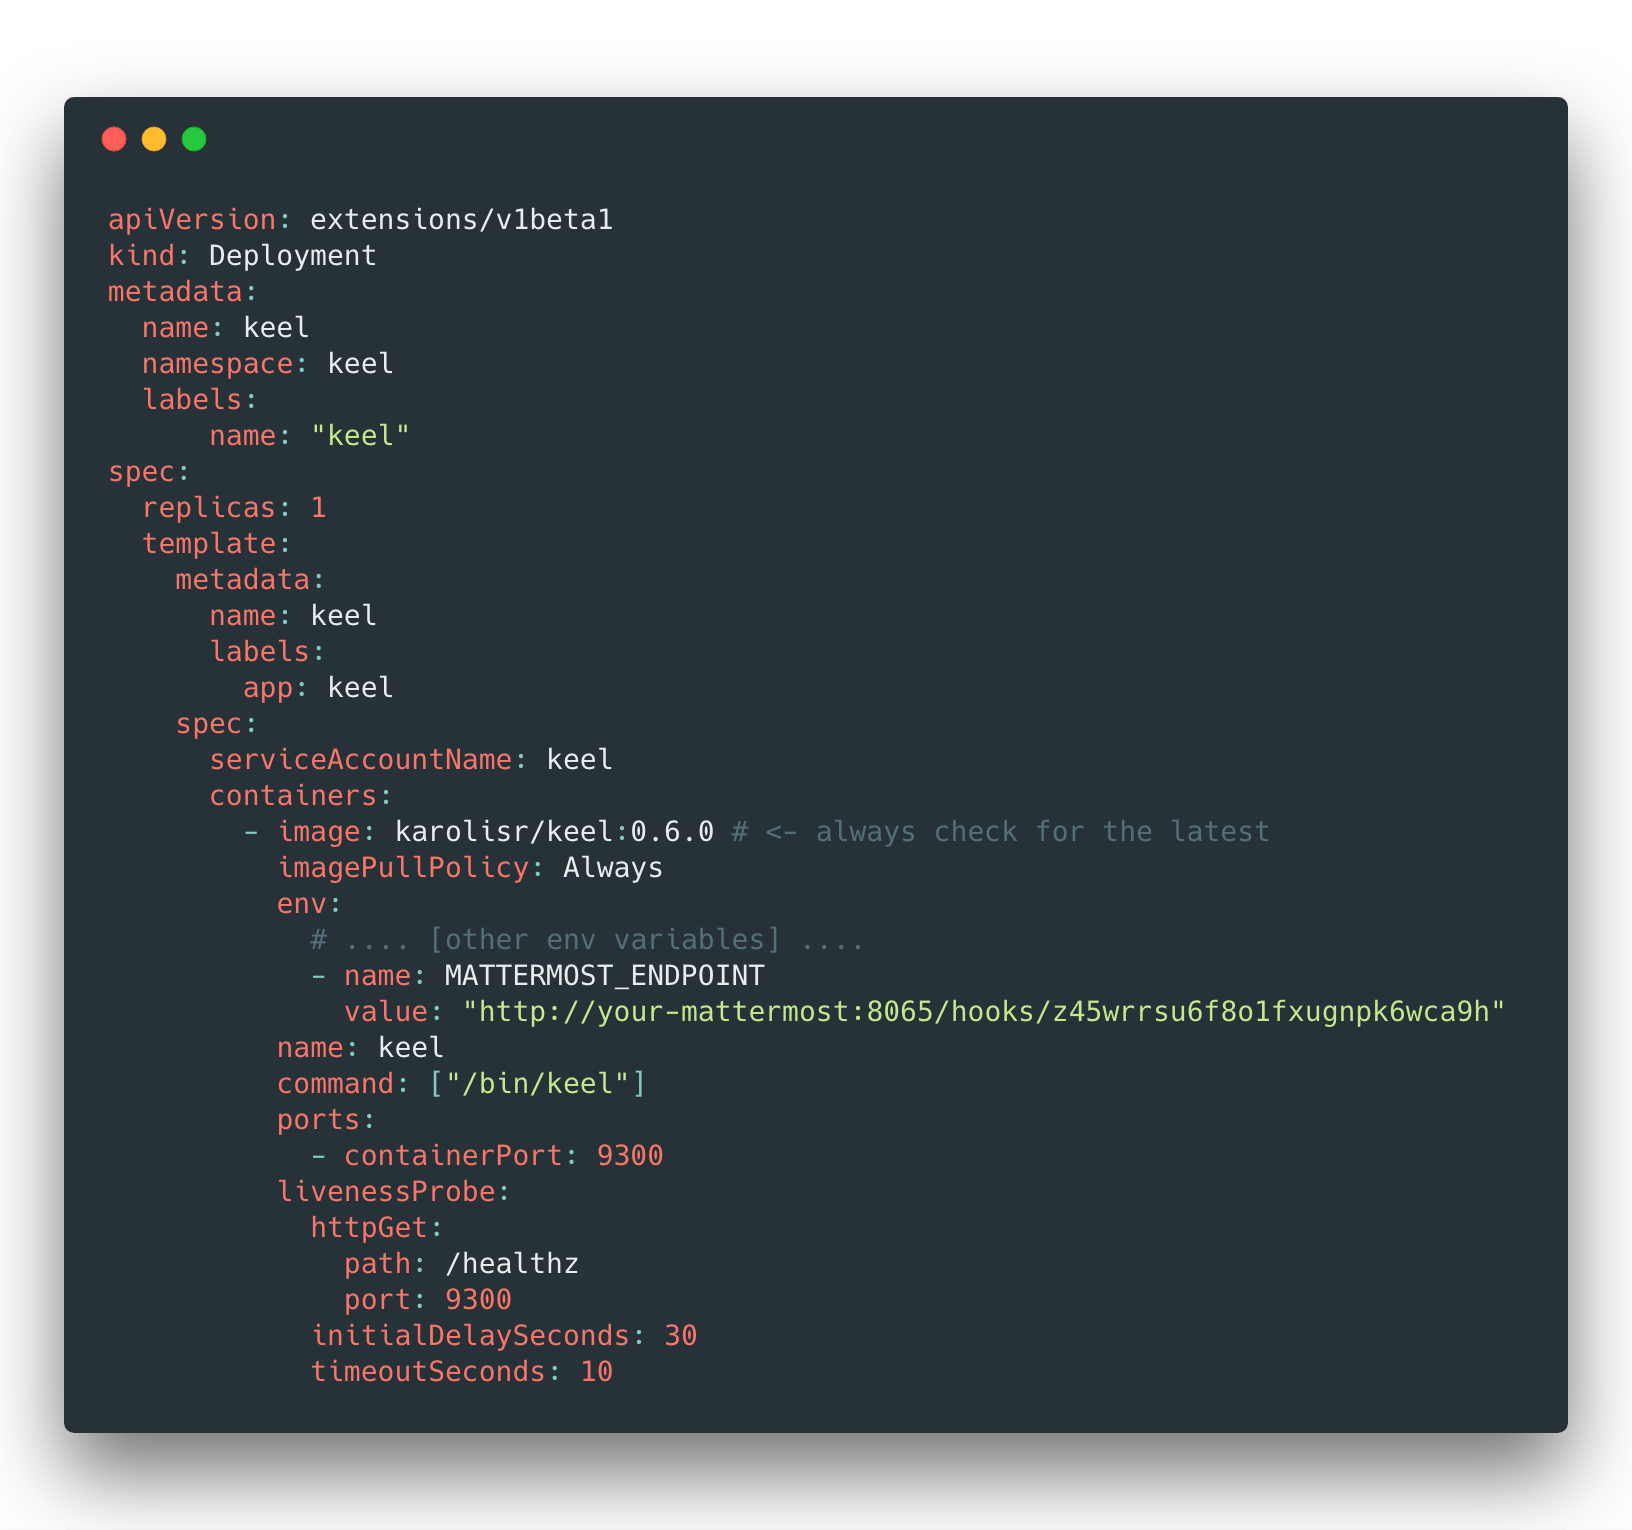 apiVersion: extensions/v1beta1
kind: Deployment
metadata:
  name: keel
  namespace: keel
  labels:
      name: "keel"
spec:
  replicas: 1
  template:
    metadata:
      name: keel
      labels:
        app: keel
    spec:
      serviceAccountName: keel
      containers:
        - image: karolisr/keel:0.6.0 # <- always check for the latest
          imagePullPolicy: Always
          env:
            # .... [other env variables] ....
            - name: MATTERMOST_ENDPOINT
              value: "http://your-mattermost:8065/hooks/z45wrrsu6f8o1fxugnpk6wca9h"
          name: keel
          command: ["/bin/keel"]
          ports:
            - containerPort: 9300
          livenessProbe:
            httpGet:
              path: /healthz
              port: 9300
            initialDelaySeconds: 30
            timeoutSeconds: 10